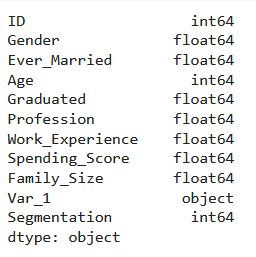 ID int64
Gender float64
Ever_Married float64
Age int64
Graduated float64
Profession float64
Work_Experience float64
Spending_Score float64
Family_Size float64
Var_1 object
Segmentation int64
dtype: object